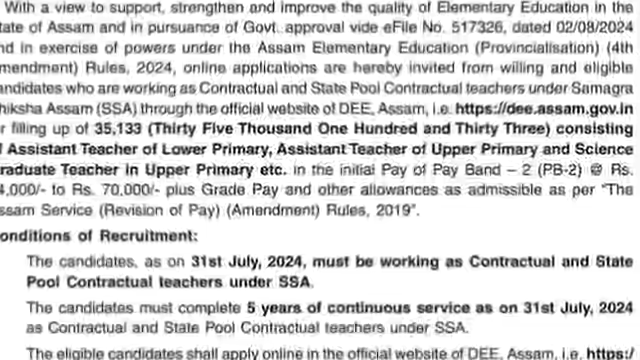 With a view to support, strengthen and improve the quality of Elementary Education in the
tate of Assam and in pursuance of Govt. approval vide eFile No. 517326, dated 02/08/2024
nd in exercise of powers under the Assam Elementary Education (Provincialisation) (4th
mendment) Rules, 2024, online applications are hereby invited from willing and eligible
andidates who are working as Contractual and State Pool Contractual teachers under Samagra
hiksha Assam (SSA) through the official website of DEE, Assam, i.e. https://dee.assam.gov.in
r filling up of 35,133 (Thirty Five Thousand One Hundred and Thirty Three) consisting
f Assistant Teacher of Lower Primary, Assistant Teacher of Upper Primary and Science
raduate Teacher in Upper Primary etc. in the initial Pay of Pay Band – 2 (PB-2) @ Rs.
4,000/- to Rs. 70,000/- plus Grade Pay and other allowances as admissible as per "The
ssam Service (Revision of Pay) (Amendment) Rules, 2019".
onditions of Recruitment:
The candidates, as on 31st July, 2024, must be working as Contractual and State
Pool Contractual teachers under SSA.
The candidates must complete 5 years of continuous service as on 31st July, 2024
as Contractual and State Pool Contractual teachers under SSA.
The eligible candidates shall apply online in the official website of DEE, Assam, i.e. https:/